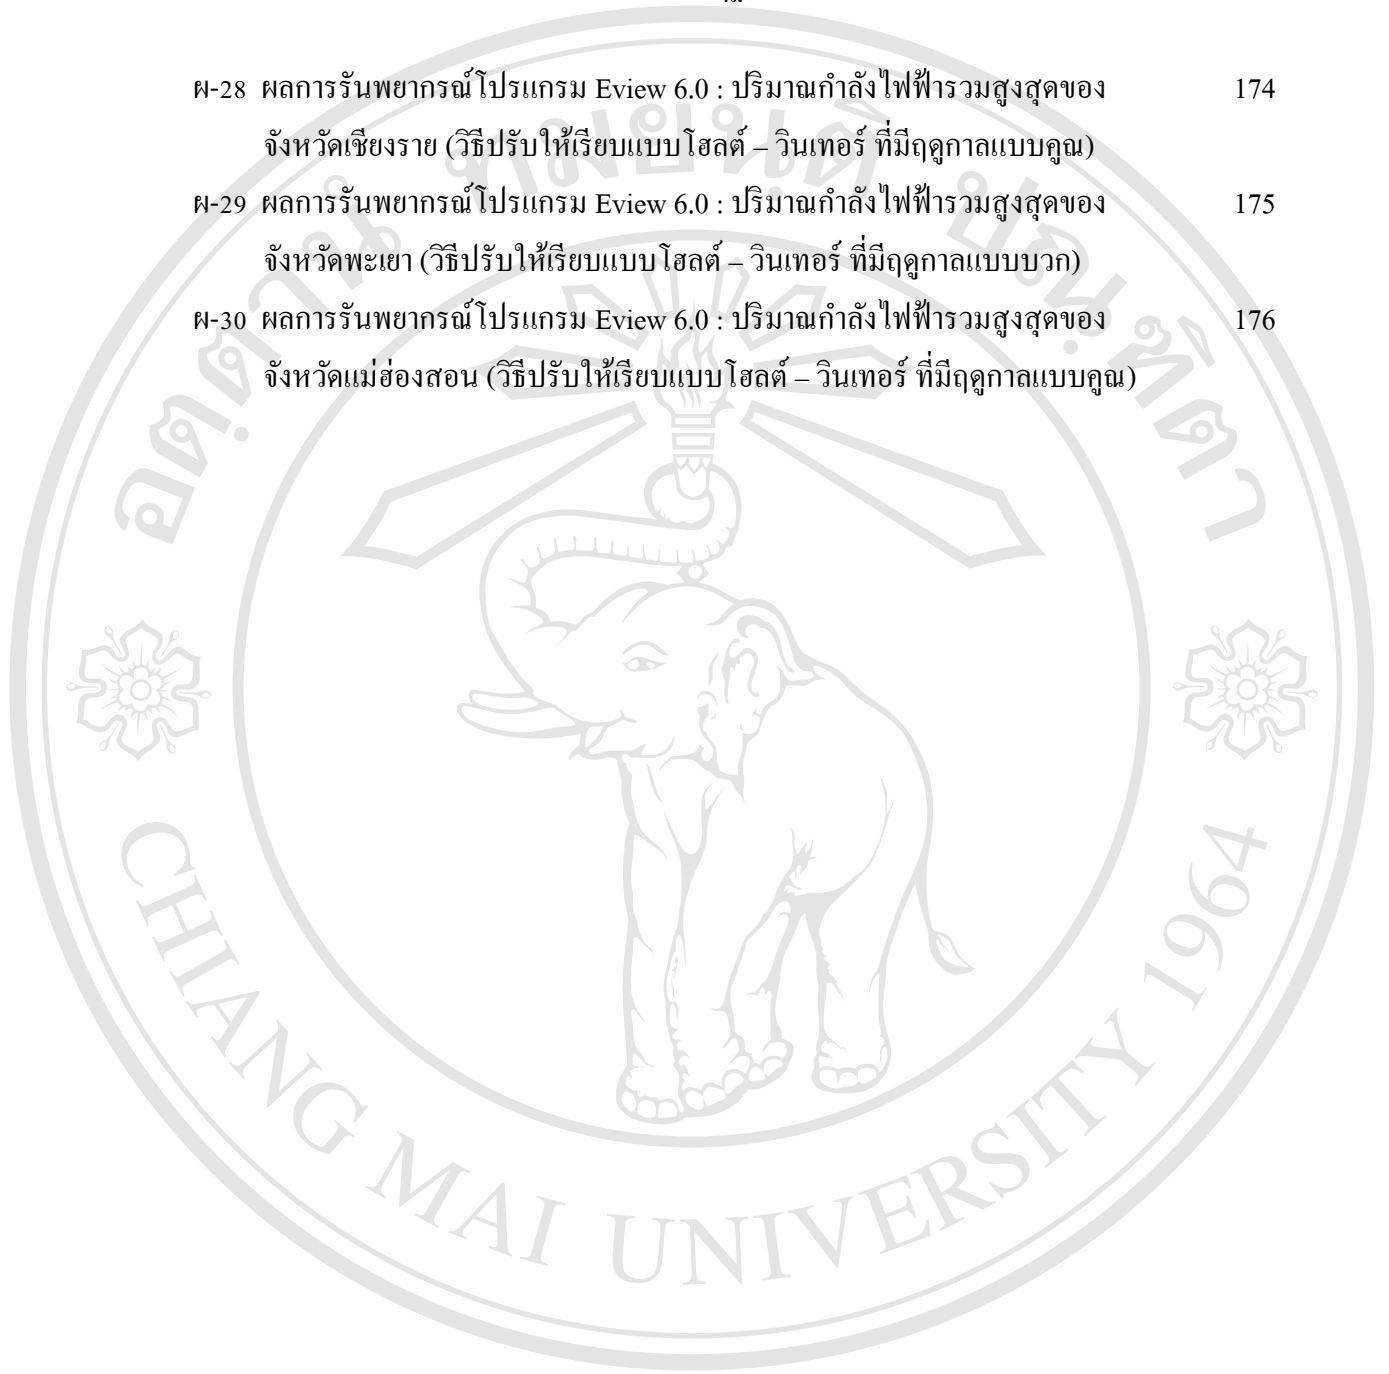 ผ-28 ผลการรันพยากรณ์โปรแกรม Eview 6.0 : ปริมาณกำลังไฟฟ้ารวมสูงสุดของ 174
จังหวัดเชียงราย (วิธีปรับให้เรียบแบบโฮลต์ – วินเทอร์ ที่มีฤดูกาลแบบคูณ)
ผ-29 ผลการรันพยากรณ์โปรแกรม Eview 6.0 : ปริมาณกำลังไฟฟ้ารวมสูงสุดของ 175
จังหวัดพะเยา (วิธีปรับให้เรียบแบบโฮลต์ – วินเทอร์ ที่มีฤดูกาลแบบบวก)
ผ-30 ผลการรันพยากรณ์โปรแกรม Eview 6.0 : ปริมาณกำลังไฟฟ้ารวมสูงสุดของ 176
จังหวัดแม่ฮ่องสอน (วิธีปรับให้เรียบแบบโฮลต์ – วินเทอร์ ที่มีฤดูกาลแบบคูณ)
อตฺตานํ ทมยนฺติ ปณฺฑิตา
CHIANG MAI UNIVERSITY 1964